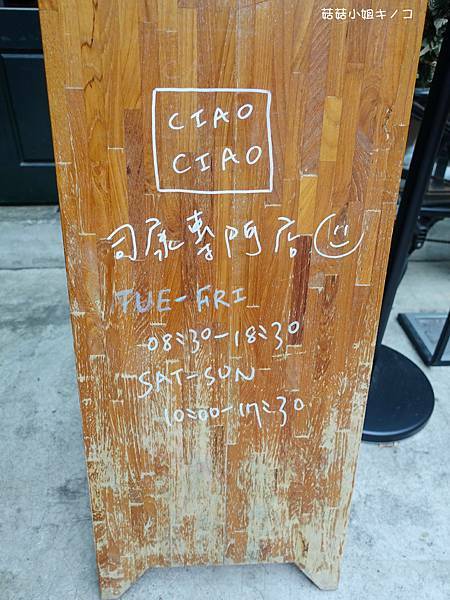 菇菇小姐キノコ
CIAO
CIAO
司康專門店
TUE-FRI
08:30-18:30
SAT-SUN
10:00-17:30